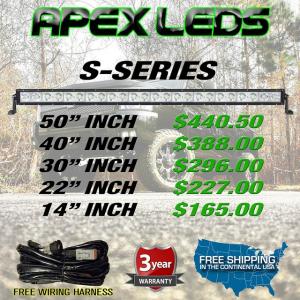 APEX LEDS
S-SERIES
50” INCH $440.50
40” INCH $388.00
30” INCH $296.00
22” INCH $227.00
14” INCH $165.00
FREE WIRING HARNESS
3 year
WARRANTY
FREE SHIPPING
IN THE CONTINENTAL USA